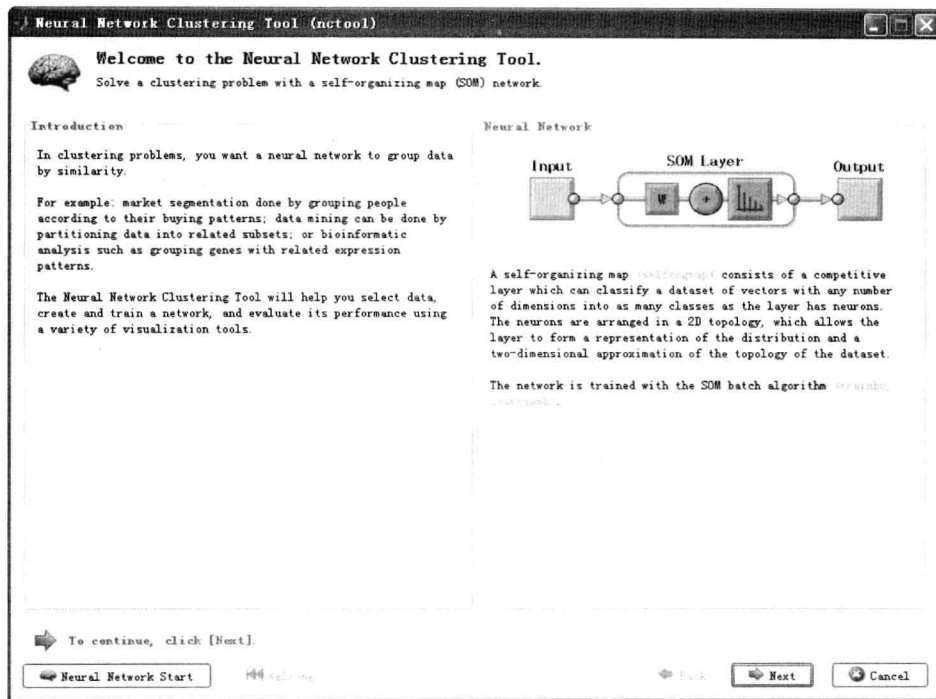 Neural Network Clustering Tool (nctool)
Welcome to the Neural Network Clustering Tool.
Solve a clustering problem with a self-organizing map (SOM) network.
Introduction
In clustering problems, you want a neural network to group data
by similarity.
For example: market segmentation done by grouping people
according to their buying patterns; data mining can be done by
partitioning data into related subsets; or bioinformatic
analysis such as grouping genes with related expression
patterns.
The Neural Network Clustering Tool will help you select data,
create and train a network, and evaluate its performance using
a variety of visualization tools.
Neural Network
Input
SOM Layer
Output
W
+
A self-organizing map (selforgmap) consists of a competitive
layer which can classify a dataset of vectors with any number
of dimensions into as many classes as the layer has neurons.
The neurons are arranged in a 2D topology, which allows the
layer to form a representation of the distribution and a
two-dimensional approximation of the topology of the dataset.
The network is trained with the SOM batch algorithm
To continue, click [Next].
Neural Network Start
Welcome
Back
Next
Cancel